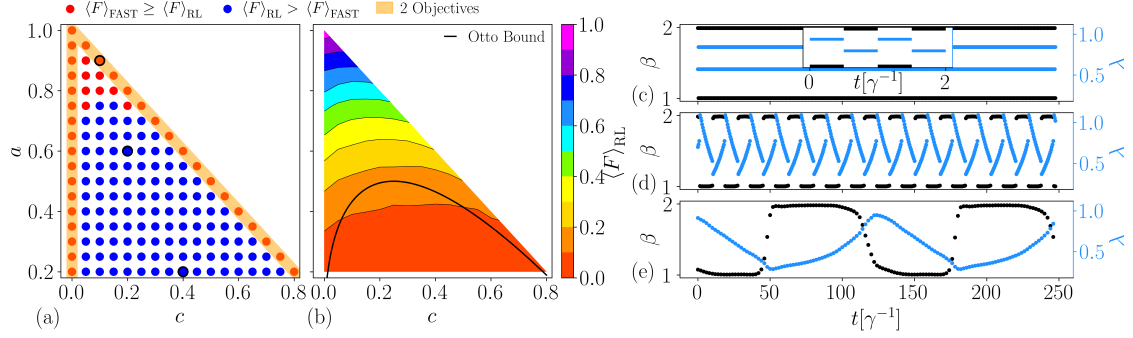 ⟨F⟩FAST ≥ ⟨F⟩RL
⟨F⟩RL > ⟨F⟩FAST
2 Objectives
1.0
0.8
0.6
0.4
0.2
a
0.0
0.2
0.4
0.6
0.8
c
(a)
Otto Bound
0.0
0.2
0.4
0.6
0.8
c
(b)
1.0
0.8
0.6
0.4
0.2
0.0
⟨F⟩RL
2
β
1
(c)
0
2
t[γ⁻¹]
1.0
0.5
λ
2
β
1
(d)
1.0
0.5
λ
2
β
1
(e)
1.0
0.5
λ
0
50
100
150
200
250
t[γ⁻¹]